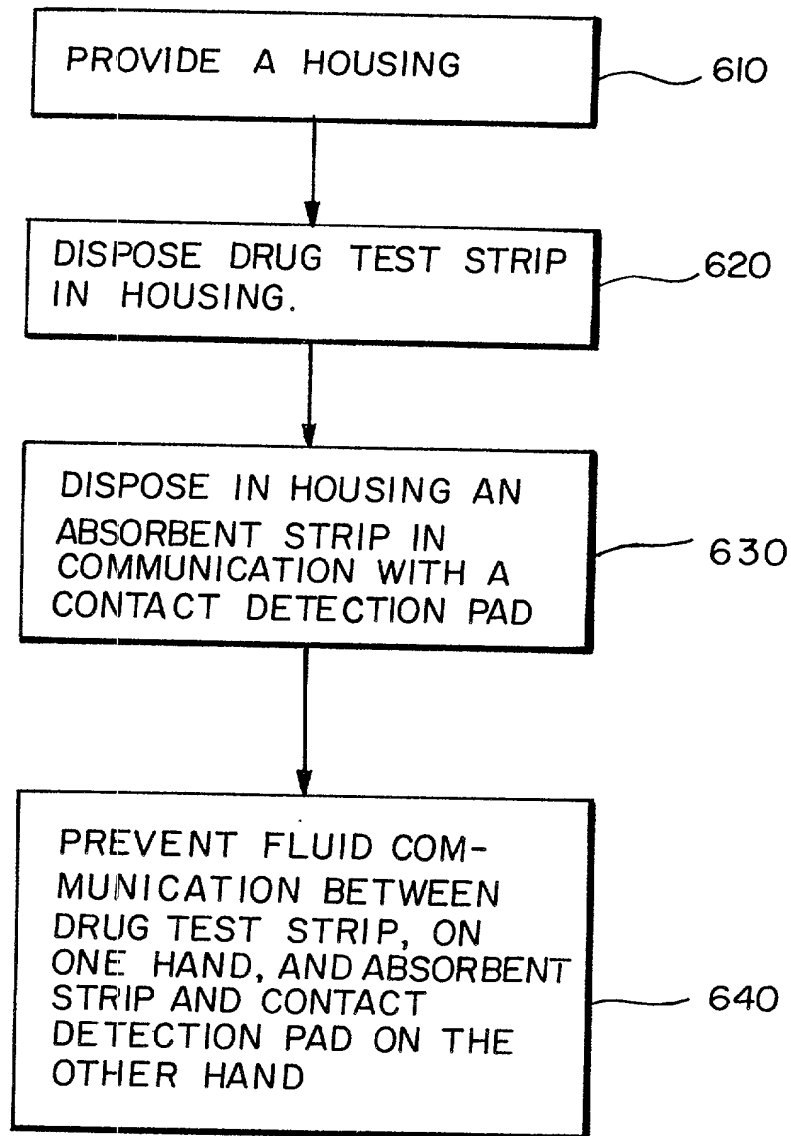 PROVIDE A HOUSING
610
DISPOSE DRUG TEST STRIP
IN HOUSING.
620
DISPOSE IN HOUSING AN
ABSORBENT STRIP IN
COMMUNICATION WITH A
CONTACT DETECTION PAD
630
PREVENT FLUID COM-
MUNICATION BETWEEN
DRUG TEST STRIP, ON
ONE HAND, AND ABSORBENT
STRIP AND CONTACT
DETECTION PAD ON THE
OTHER HAND
640